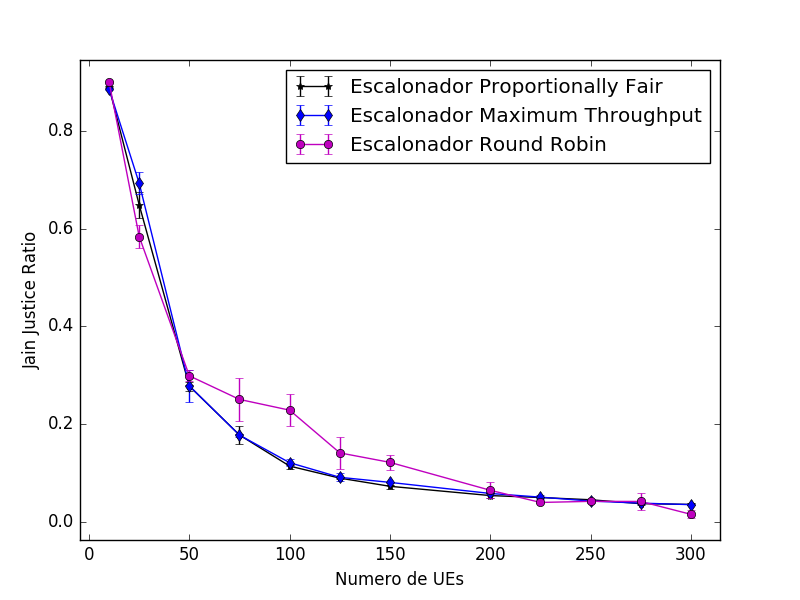 Escalonador Proportionally Fair
Escalonador Maximum Throughput
Escalonador Round Robin
Jain Justice Ratio
0.8
0.6
0.4
0.2
0.0
0 50 100 150 200 250 300
Numero de UEs